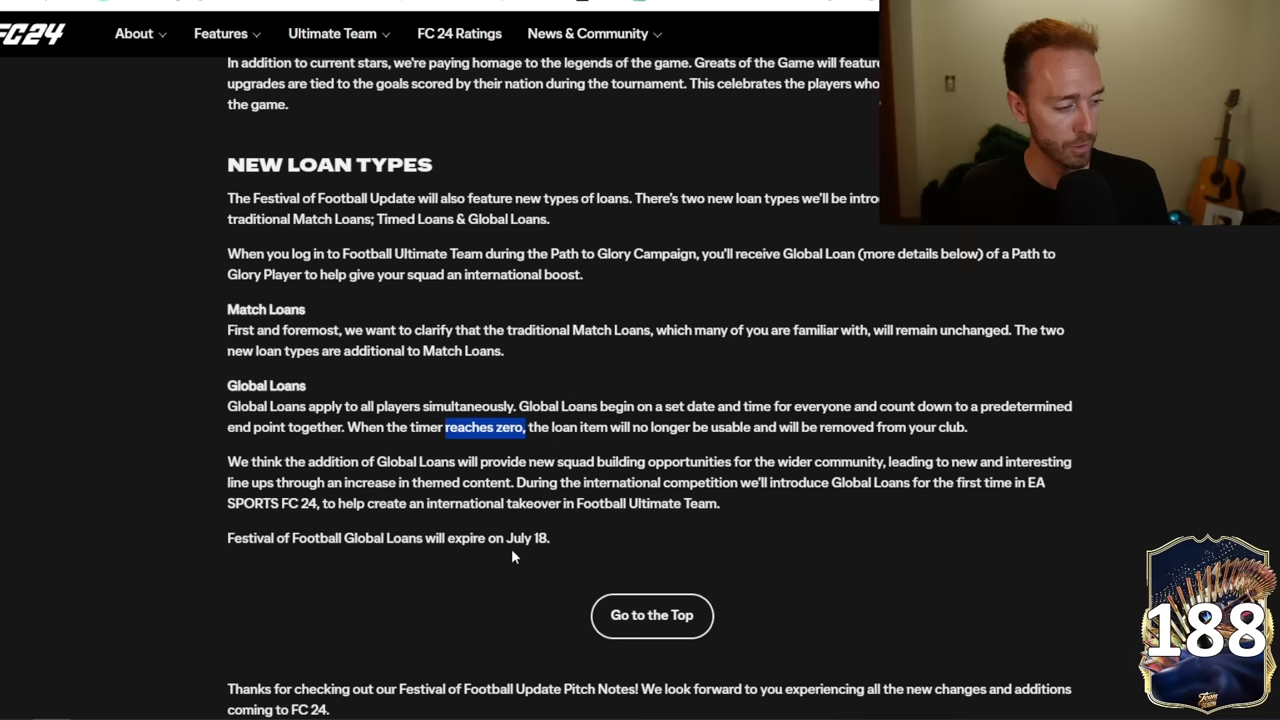 FC24
About
Features
Ultimate Team
FC 24 Ratings
News & Community
In addition to current stars, we're paying homage to the legends of the game. Greats of the Game will feature
upgrades are tied to the goals scored by their nation during the tournament. This celebrates the players who
the game.
NEW LOAN TYPES
The Festival of Football Update will also feature new types of loans. There's two new loan types we'll be
traditional Match Loans; Timed Loans & Global Loans.
When you log in to Football Ultimate Team during the Path to Glory Campaign, you'll receive Global Loan (more details below) of a Path to
Glory Player to help give your squad an international boost.
Match Loans
First and foremost, we want to clarify that the traditional Match Loans, which many of you are familiar with, will remain unchanged. The two
new loan types are additional to Match Loans.
Global Loans
Global Loans apply to all players simultaneously. Global Loans begin on a set date and time for everyone and count down to a predetermined
end point together. When the timer reaches zero, the loan item will no longer be usable and will be removed from your club.
We think the addition of Global Loans will provide new squad building opportunities for the wider community, leading to new and interesting
line ups through an increase in themed content. During the international competition we'll introduce Global Loans for the first time in EA
SPORTS FC 24, to help create an international takeover in Football Ultimate Team.
Festival of Football Global Loans will expire on July 18.
Go to the Top
188
Thanks for checking out our Festival of Football Update Pitch Notes! We look forward to you experiencing all the new changes and additions
coming to FC 24.